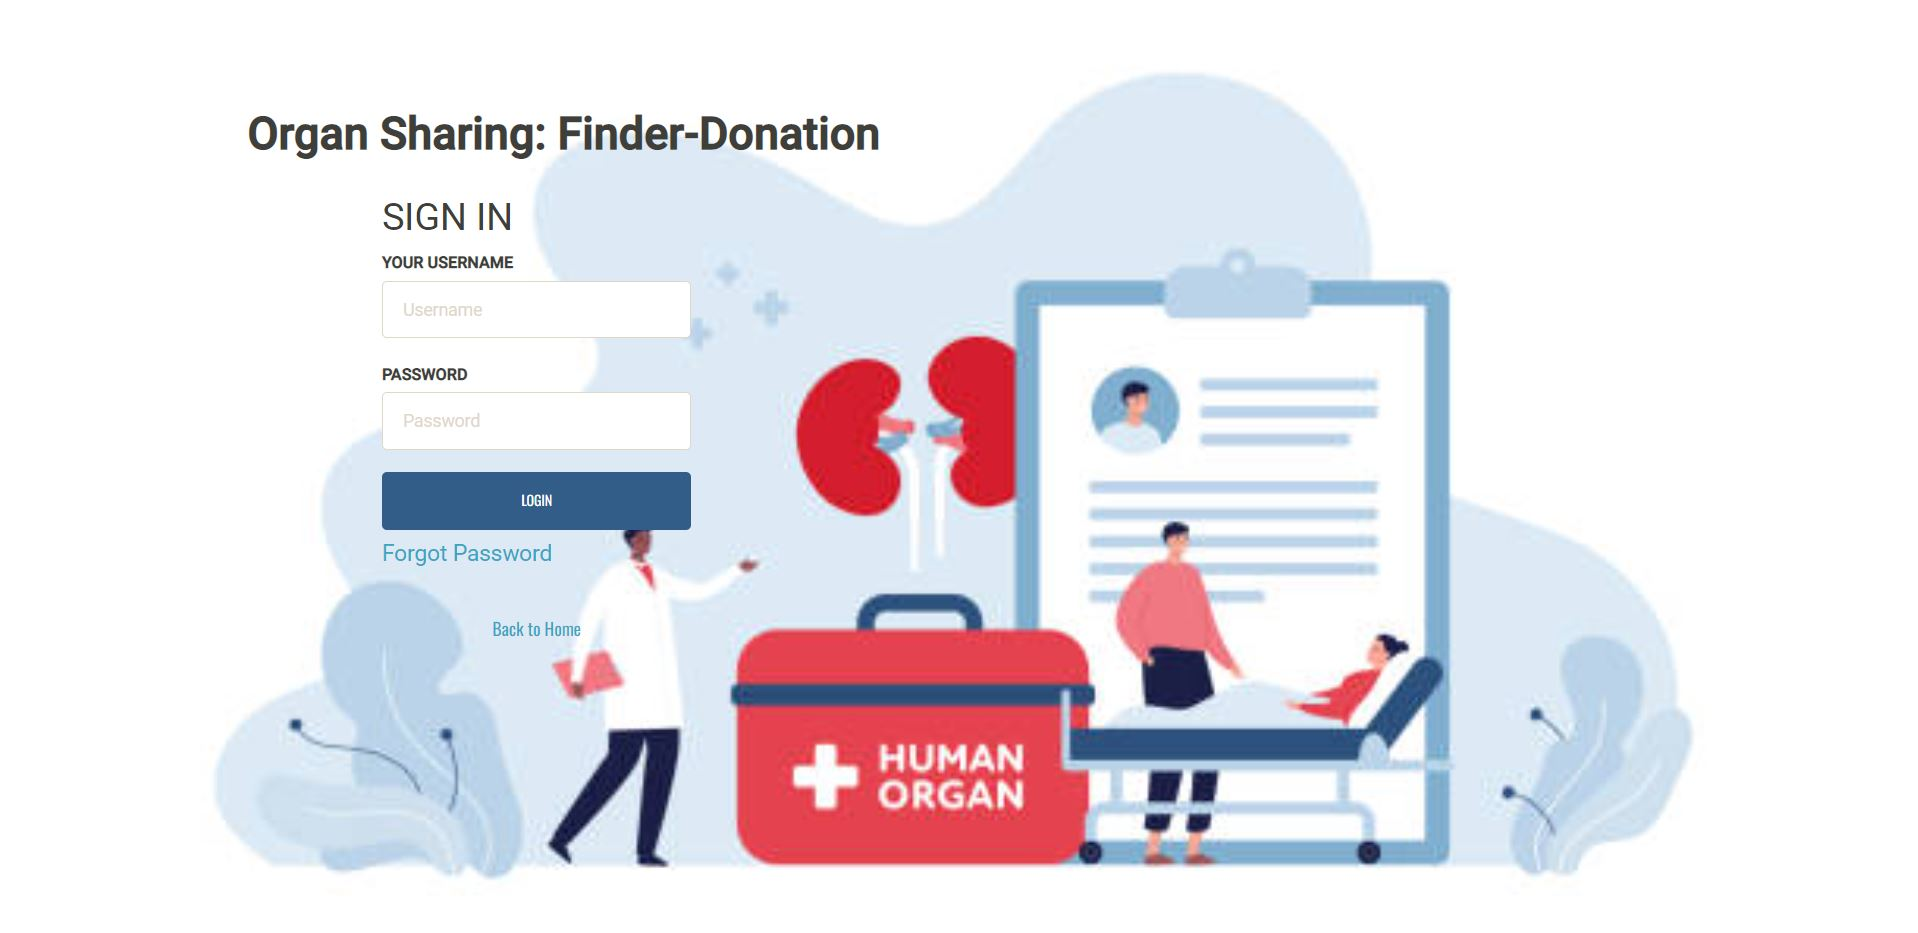 Organ Sharing: Finder-Donation
SIGN IN
YOUR USERNAME
Username
PASSWORD
Password
LOGIN
Forgot Password
Back to Home
HUMAN
ORGAN